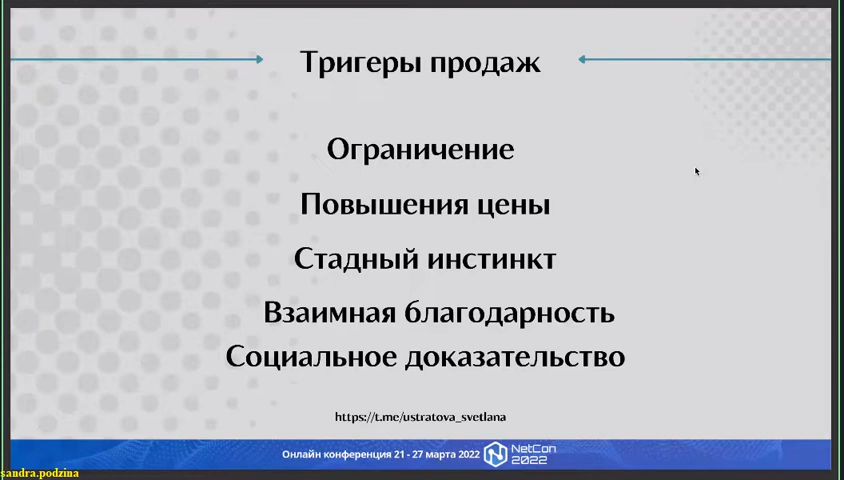 Тригеры продаж
Ограничение
Повышения цены
Стадный инстинкт
Взаимная благодарность
Социальное доказательство
https://t.me/ustratova_svetlana
Онлайн конференция 21 - 27 марта 2022
NetCon
2022
sandra.podzina